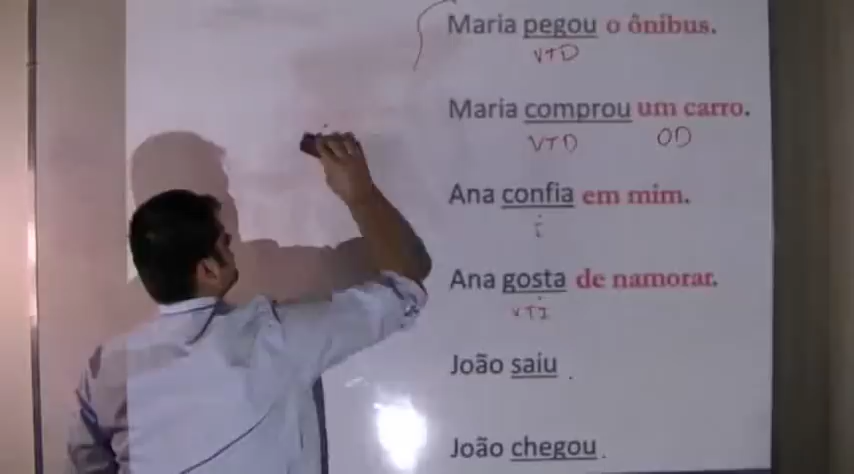 Maria pegou o ônibus.
VTD
Maria comprou um carro.
VTD OD
Ana confia em mim.
i
Ana gosta de namorar.
VTI
João saiu .
João chegou .